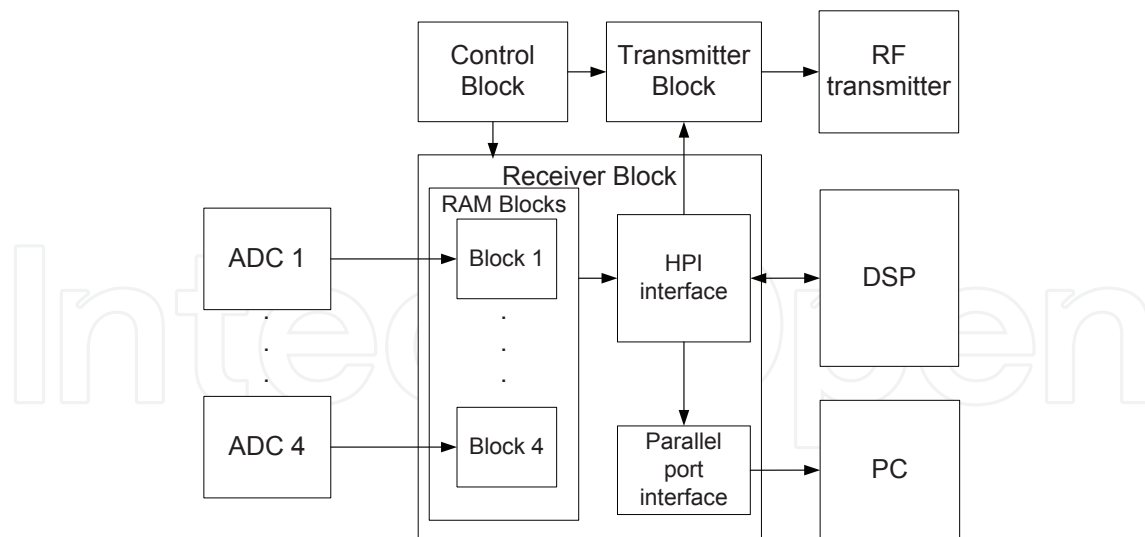 Control
Block
Transmitter
Block
RF
transmitter
Receiver Block
RAM Blocks
ADC 1
Block 1
HPI
interface
DSP
.
.
.
.
.
.
ADC 4
Block 4
Parallel
port
interface
PC
IntechOpen